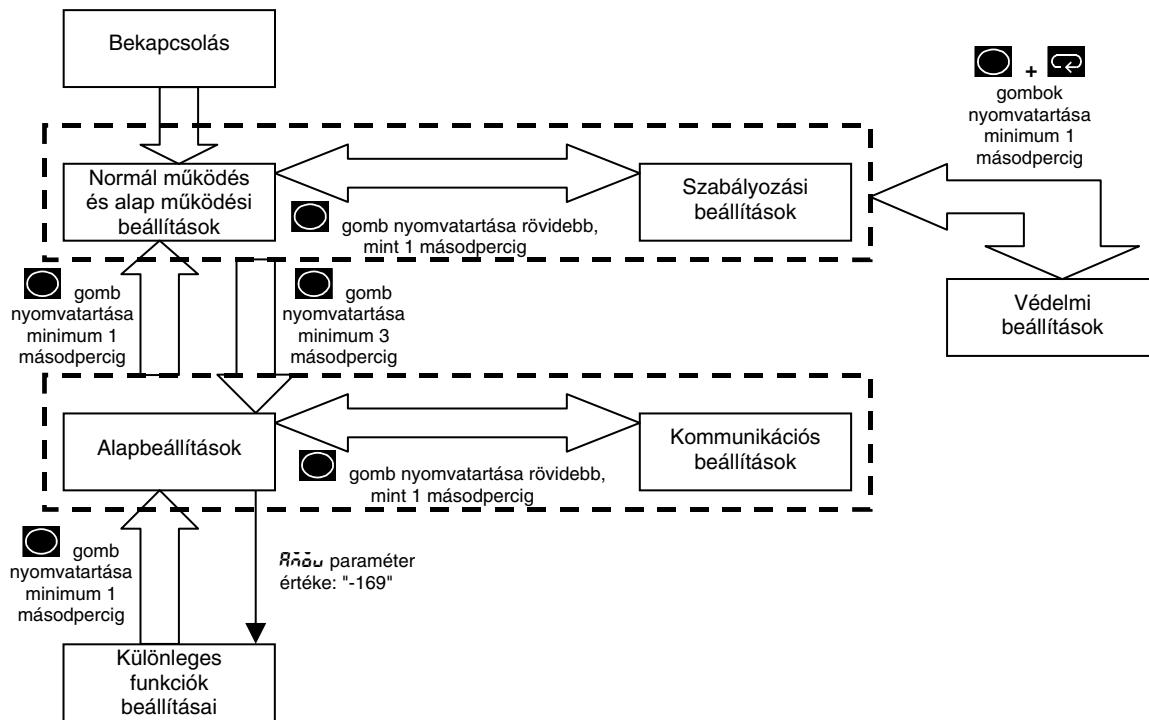 Bekapcsolás
+
gombok
nyomvatartása
minimum 1
másodpercig
Normál működés
és alap működési
beállítások
gomb nyomvatartása rövidebb,
mint 1 másodpercig
Szabályozási
beállítások
Védelmi
beállítások
gomb
nyomvatartása
minimum 1
másodpercig
gomb
nyomvatartása
minimum 3
másodpercig
Alapbeállítások
gomb nyomvatartása rövidebb,
mint 1 másodpercig
Kommunikációs
beállítások
gomb
nyomvatartása
minimum 1
másodpercig
paraméter
értéke: "-169"
Különleges
funkciók
beállításai